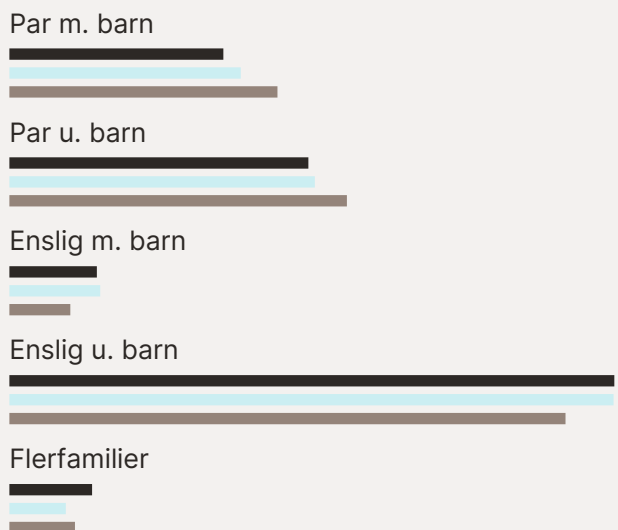 Par m. barn
Par u. barn
Enslig m. barn
Enslig u. barn
Flerfamilier